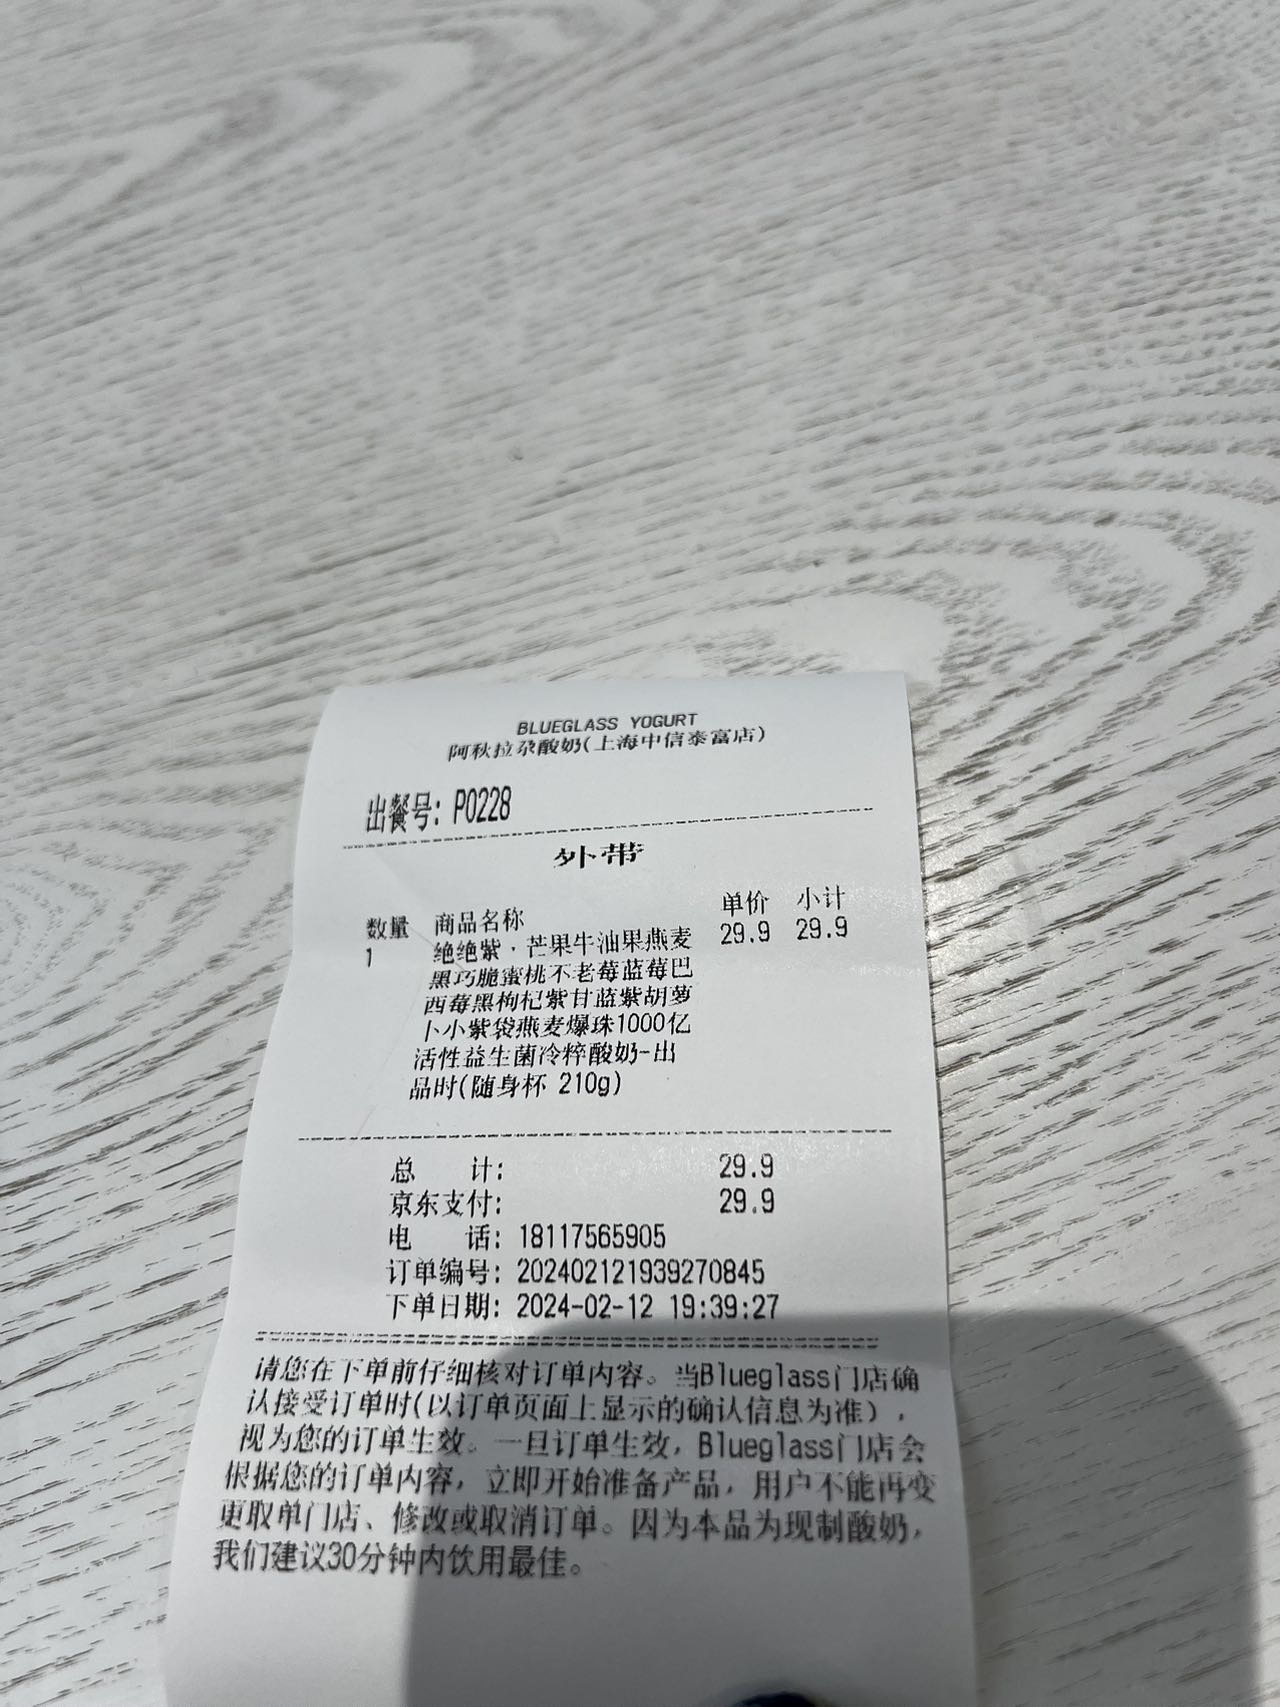 BLUEGLASS YOGURT
阿秋拉尕酸奶(上海中信泰富店)
出餐号: P0228
外带
数量 商品名称 单价 小计
1 绝绝紫·芒果牛油果燕麦 29.9 29.9
黑巧脆蜜桃不老莓蓝莓巴
西莓黑枸杞紫甘蓝紫胡萝
卜小紫袋燕麦爆珠1000亿
活性益生菌冷粹酸奶-出
品时(随身杯 210g)
总 计: 29.9
京东支付: 29.9
电 话: 18117565905
订单编号: 202402121939270845
下单日期: 2024-02-12 19:39:27
请您在下单前仔细核对订单内容。当Blueglass门店确
认接受订单时(以订单页面上显示的确认信息为准),
视为您的订单生效。一旦订单生效,Blueglass门店会
根据您的订单内容,立即开始准备产品,用户不能再变
更取单门店、修改或取消订单。因为本品为现制酸奶,
我们建议30分钟内饮用最佳。